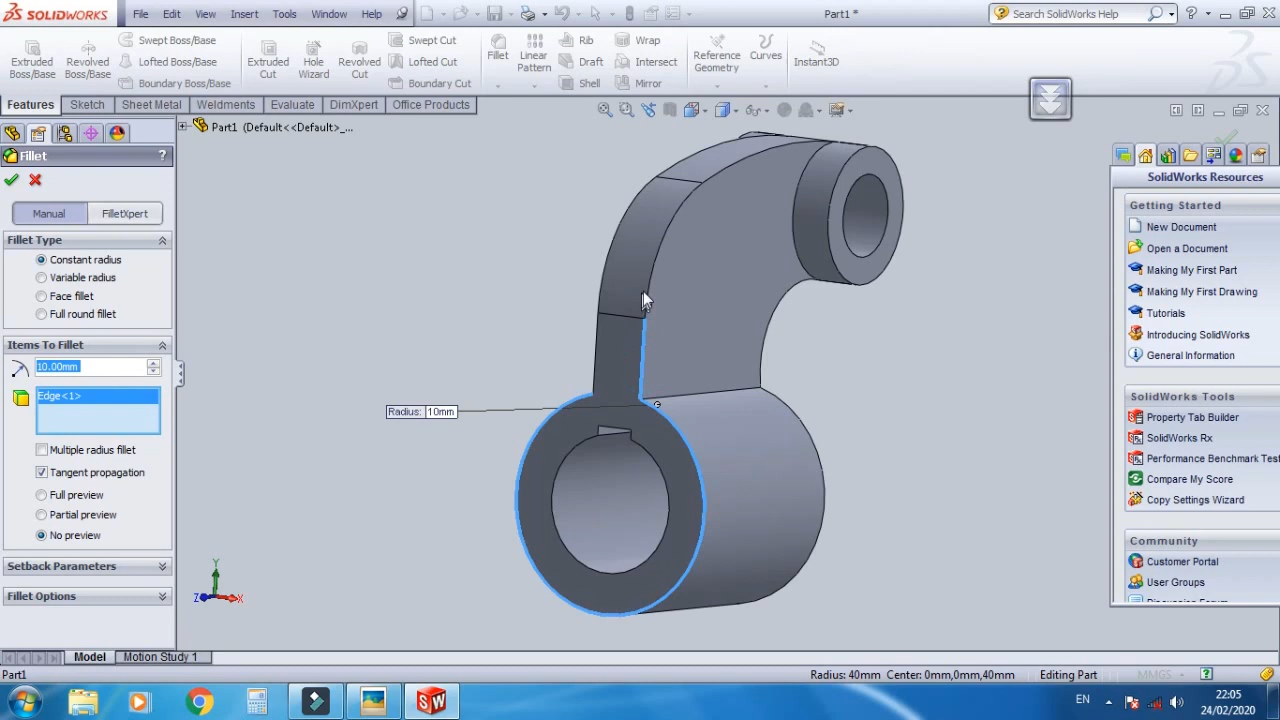 SOLIDWORKS File Edit View Insert Tools Window Help Part1 * Search SolidWorks Help
Extruded Boss/Base
Revolved Boss/Base
Swept Boss/Base
Lofted Boss/Base
Boundary Boss/Base
Extruded Cut
Hole Wizard
Revolved Cut
Swept Cut
Lofted Cut
Boundary Cut
Fillet
Linear Pattern
Rib
Draft
Shell
Wrap
Intersect
Mirror
Reference Geometry
Curves
Instant3D
Features Sketch Sheet Metal Weldments Evaluate DimXpert Office Products
Part1 (Default<<Default>_...
Fillet ?
Manual FilletXpert
Fillet Type
Constant radius
Variable radius
Face fillet
Full round fillet
Items To Fillet
10.00mm
Edge<1>
Multiple radius fillet
Tangent propagation
Full preview
Partial preview
No preview
Setback Parameters
Fillet Options
Radius: 10mm
Y
Z X
SolidWorks Resources
Getting Started
New Document
Open a Document
Making My First Part
Making My First Drawing
Tutorials
Introducing SolidWorks
General Information
SolidWorks Tools
Property Tab Builder
SolidWorks Rx
Performance Benchmark Test
Compare My Score
Copy Settings Wizard
Community
Customer Portal
User Groups
Model Motion Study 1
Part1 Radius: 40mm Center: 0mm,0mm,40mm Editing Part MMGS
EN 22:05
24/02/2020